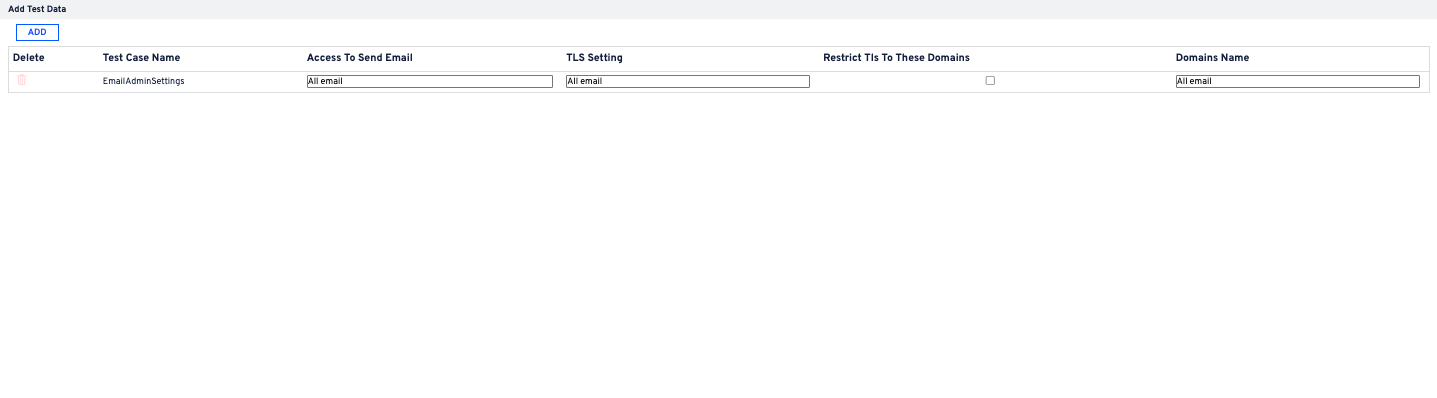 Add Test Data
ADD
Delete Test Case Name Access To Send Email TLS Setting Restrict Tls To These Domains Domains Name
EmailAdminSettings All email All email All email